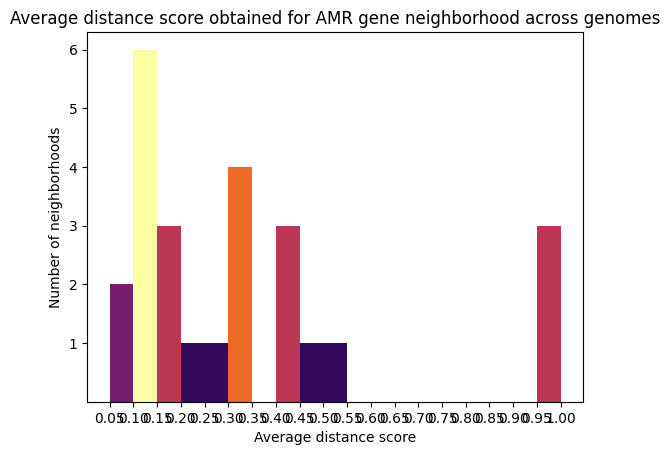 Average distance score obtained for AMR gene neighborhood across genomes
6
5
4
3
2
1
Number of neighborhoods
0.05 0.10 0.15 0.20 0.25 0.30 0.35 0.40 0.45 0.50 0.55 0.60 0.65 0.70 0.75 0.80 0.85 0.90 0.95 1.00
Average distance score